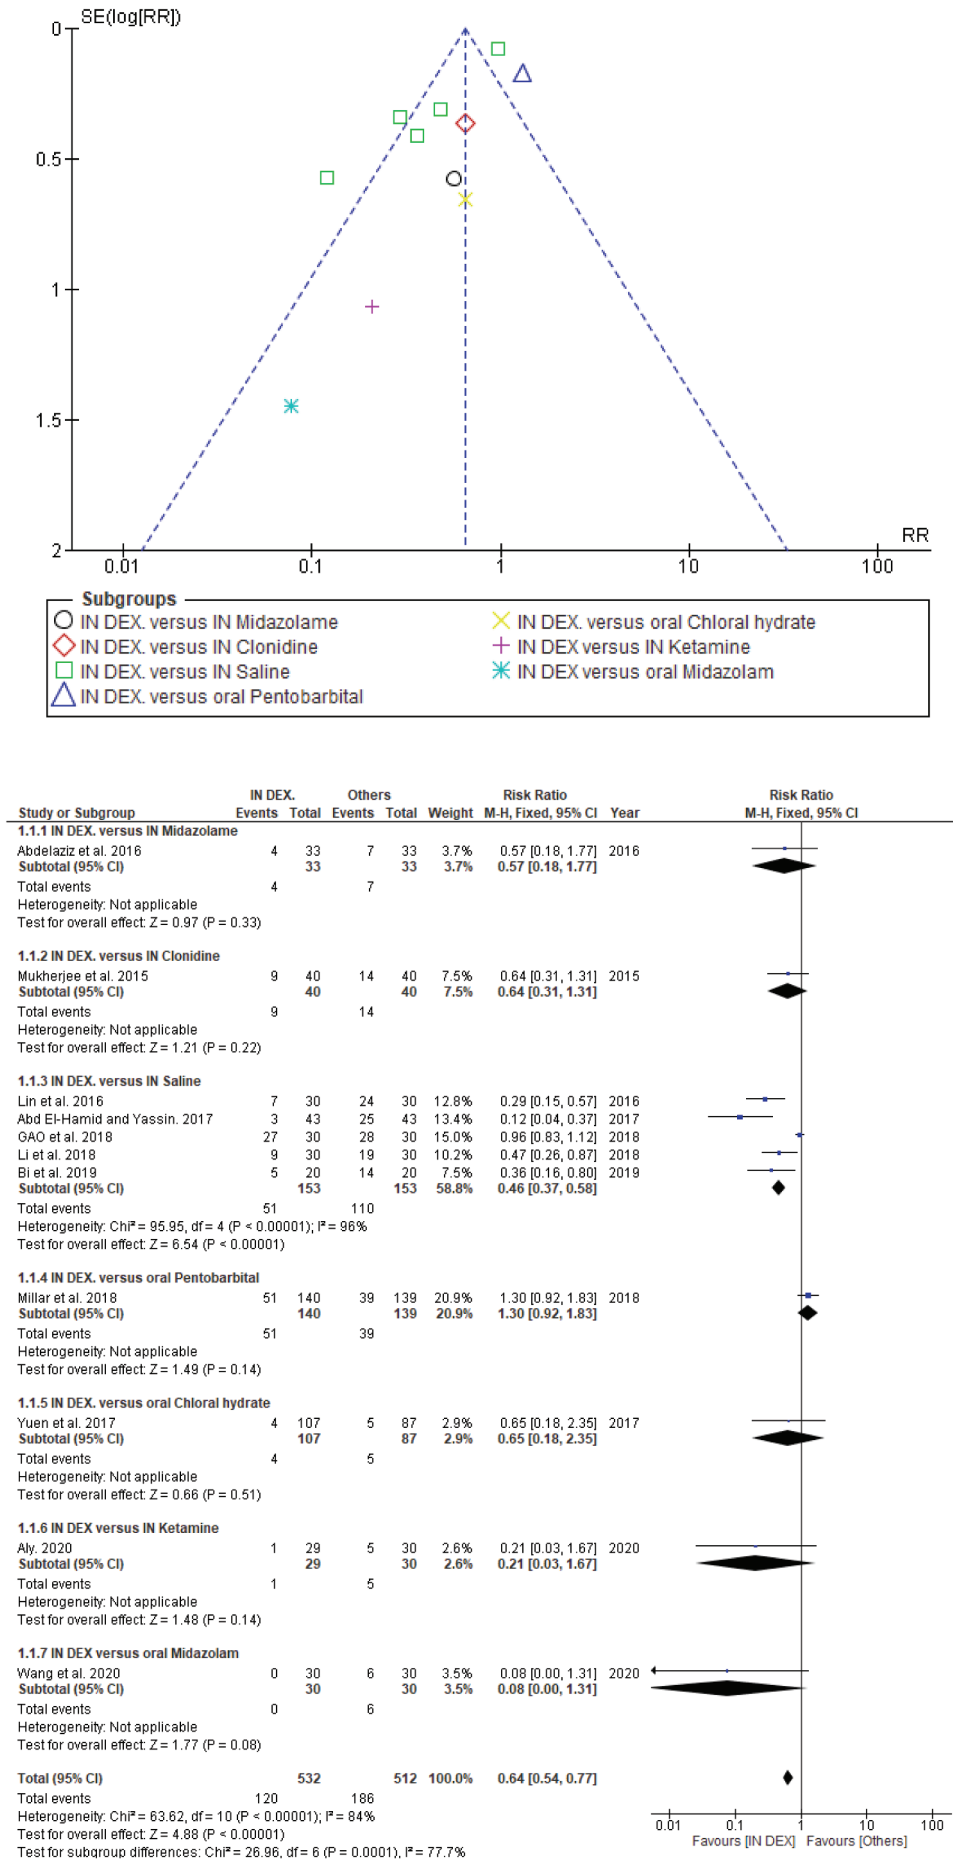 SE(log[RR])
0
0.5
1
1.5
2
0.01 0.1 1 10 100
RR
Subgroups
IN DEX. versus IN Midazolame
IN DEX. versus IN Clonidine
IN DEX. versus IN Saline
IN DEX. versus oral Pentobarbital
IN DEX. versus oral Chloral hydrate
IN DEX versus IN Ketamine
IN DEX versus oral Midazolam
IN DEX. Others Risk Ratio Risk Ratio
Study or Subgroup Events Total Events Total Weight M-H, Fixed, 95% CI Year M-H, Fixed, 95% CI
1.1.1 IN DEX. versus IN Midazolame
Abdelaziz et al. 2016 4 33 7 33 3.7% 0.57 [0.18, 1.77] 2016
Subtotal (95% CI) 33 33 3.7% 0.57 [0.18, 1.77]
Total events 4 7
Heterogeneity: Not applicable
Test for overall effect: Z = 0.97 (P = 0.33)
1.1.2 IN DEX. versus IN Clonidine
Mukherjee et al. 2015 9 40 14 40 7.5% 0.64 [0.31, 1.31] 2015
Subtotal (95% CI) 40 40 7.5% 0.64 [0.31, 1.31]
Total events 9 14
Heterogeneity: Not applicable
Test for overall effect: Z = 1.21 (P = 0.22)
1.1.3 IN DEX. versus IN Saline
Lin et al. 2016 7 30 24 30 12.8% 0.29 [0.15, 0.57] 2016
Abd El-Hamid and Yassin. 2017 3 43 25 43 13.4% 0.12 [0.04, 0.37] 2017
GAO et al. 2018 27 30 28 30 15.0% 0.96 [0.83, 1.12] 2018
Li et al. 2018 9 30 19 30 10.2% 0.47 [0.26, 0.87] 2018
Bi et al. 2019 5 20 14 20 7.5% 0.36 [0.16, 0.80] 2019
Subtotal (95% CI) 153 153 58.8% 0.46 [0.37, 0.58]
Total events 51 110
Heterogeneity: Chi² = 95.95, df = 4 (P < 0.00001); I² = 96%
Test for overall effect: Z = 6.54 (P < 0.00001)
1.1.4 IN DEX. versus oral Pentobarbital
Millar et al. 2018 51 140 39 139 20.9% 1.30 [0.92, 1.83] 2018
Subtotal (95% CI) 140 139 20.9% 1.30 [0.92, 1.83]
Total events 51 39
Heterogeneity: Not applicable
Test for overall effect: Z = 1.49 (P = 0.14)
1.1.5 IN DEX. versus oral Chloral hydrate
Yuen et al. 2017 4 107 5 87 2.9% 0.65 [0.18, 2.35] 2017
Subtotal (95% CI) 107 87 2.9% 0.65 [0.18, 2.35]
Total events 4 5
Heterogeneity: Not applicable
Test for overall effect: Z = 0.66 (P = 0.51)
1.1.6 IN DEX versus IN Ketamine
Aly. 2020 1 29 5 30 2.6% 0.21 [0.03, 1.67] 2020
Subtotal (95% CI) 29 30 2.6% 0.21 [0.03, 1.67]
Total events 1 5
Heterogeneity: Not applicable
Test for overall effect: Z = 1.48 (P = 0.14)
1.1.7 IN DEX versus oral Midazolam
Wang et al. 2020 0 30 6 30 3.5% 0.08 [0.00, 1.31] 2020
Subtotal (95% CI) 30 30 3.5% 0.08 [0.00, 1.31]
Total events 0 6
Heterogeneity: Not applicable
Test for overall effect: Z = 1.77 (P = 0.08)
Total (95% CI) 532 512 100.0% 0.64 [0.54, 0.77]
Total events 120 186
Heterogeneity: Chi² = 63.62, df = 10 (P < 0.00001); I² = 84%
Test for overall effect: Z = 4.88 (P < 0.00001)
Test for subgroup differences: Chi² = 26.96, df = 6 (P = 0.0001), I² = 77.7%
0.01 0.1 1 10 100
Favours [IN DEX] Favours [Others]